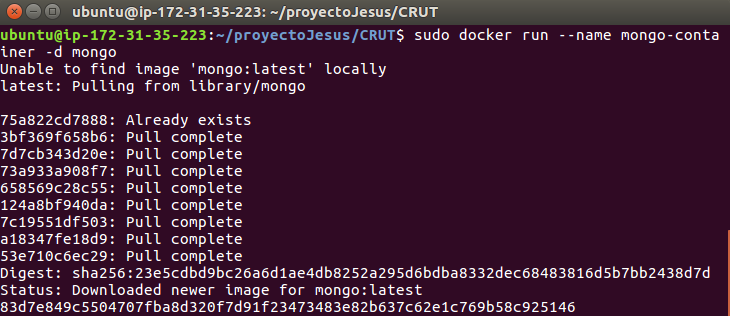 ubuntu@ip-172-31-35-223: ~/proyectoJesus/CRUT
ubuntu@ip-172-31-35-223:~/proyectoJesus/CRUT$ sudo docker run --name mongo-conta
iner -d mongo
Unable to find image 'mongo:latest' locally
latest: Pulling from library/mongo
75a822cd7888: Already exists
3bf369f658b6: Pull complete
7d7cb343d20e: Pull complete
73a933a908f7: Pull complete
658569c28c55: Pull complete
124a8bf940da: Pull complete
7c19551df503: Pull complete
a18347fe18d9: Pull complete
53e710c6ec29: Pull complete
Digest: sha256:23e5cdbd9bc26a6d1ae4db8252a295d6bdba8332dec68483816d5b7bb2438d7d
Status: Downloaded newer image for mongo:latest
83d7e849c5504707fba8d320f7d91f23473483e82b637c62e1c769b58c925146